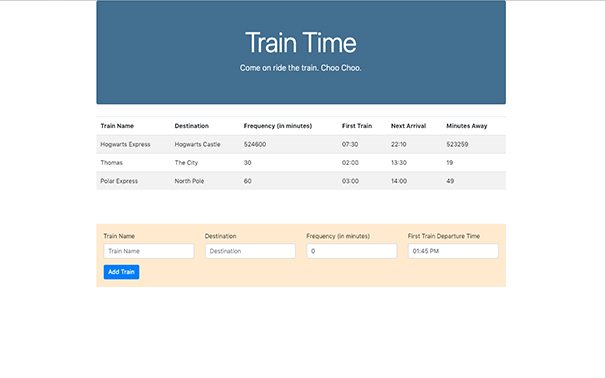 Train Time
Come on ride the train. Choo Choo.
Train Name Destination Frequency (in minutes) First Train Next Arrival Minutes Away
Hogwarts Express Hogwarts Castle 524600 07:30 22:10 523259
Thomas The City 30 02:00 13:30 19
Polar Express North Pole 60 03:00 14:00 49
Train Name Destination Frequency (in minutes) First Train Departure Time
Train Name Destination 0 01:45 PM
Add Train